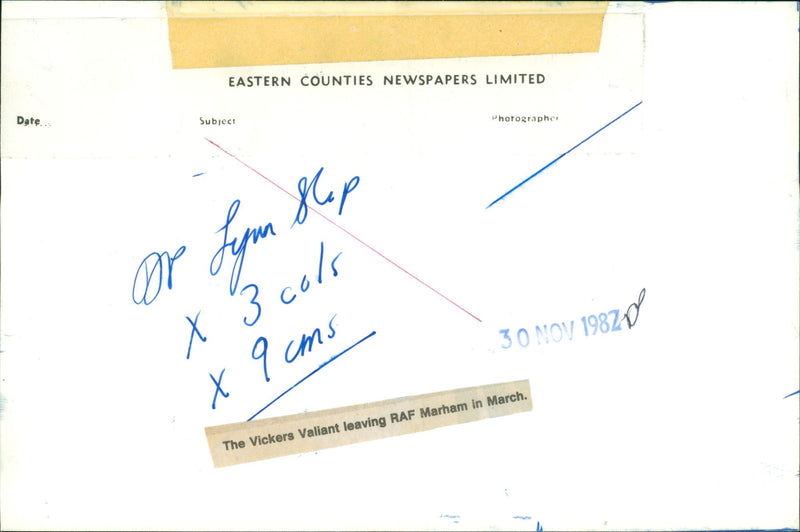 EASTERN COUNTIES NEWSPAPERS LIMITED
Date... Subject Photographer
Lynn
x 3 cols
x 9 cms
30 NOV 1982
The Vickers Valiant leaving RAF Marham in March.